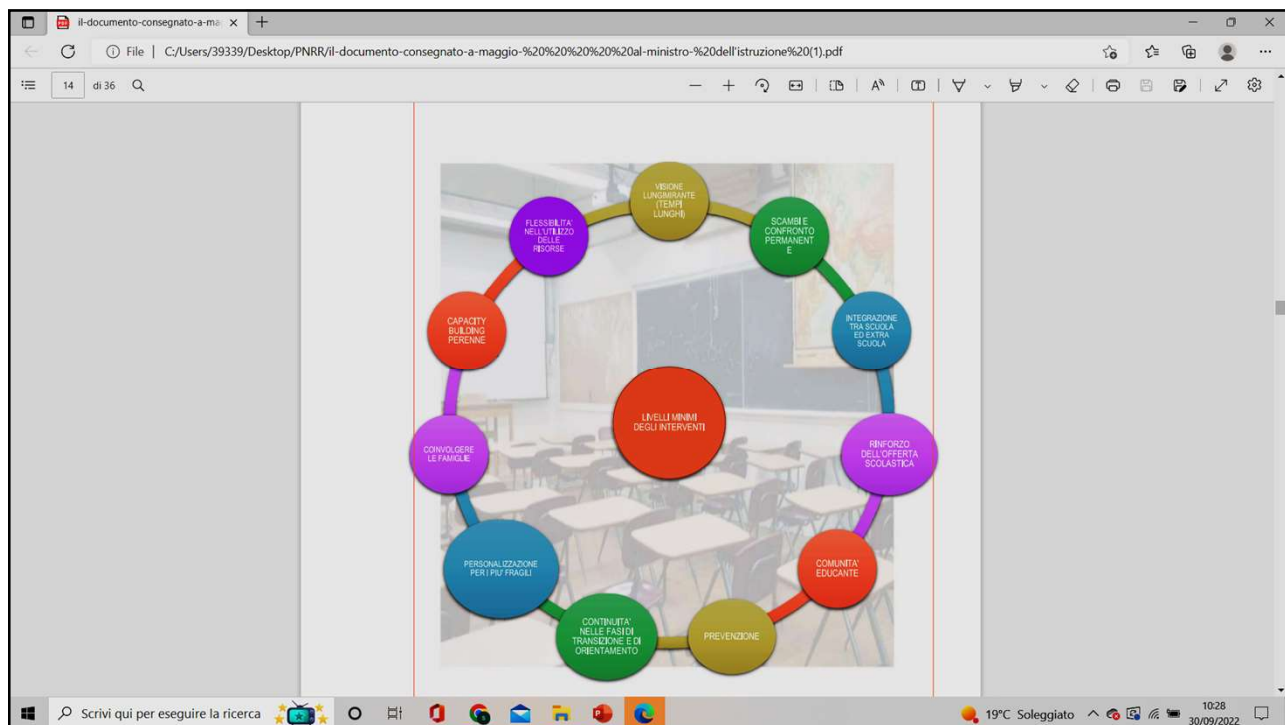 il-documento-consegnato-a-mag
File
C:/Users/39339/Desktop/PNRR/il-documento-consegnato-a-maggio-%20%20%20%20%20al-ministro-%20dell'istruzione%20(1).pdf
14 di 36
VISIONE
LUNGIMIRANTE
(TEMPI
LUNGHI)
SCAMBI E
CONFRONTO
PERMANENT
E
INTEGRAZIONE
TRA SCUOLA
ED EXTRA
SCUOLA
RINFORZO
DELL'OFFERTA
SCOLASTICA
COMUNITA'
EDUCANTE
PREVENZIONE
CONTINUITA'
NELLE FASI DI
TRANSIZIONE E DI
ORIENTAMENTO
PERSONALIZZAZIONE
PER I PIU' FRAGILI
COINVOLGERE
LE FAMIGLIE
CAPACITY
BUILDING
PERENNE
FLESSIBILITA'
NELL'UTILIZZO
DELLE
RISORSE
LIVELLI MINIMI
DEGLI INTERVENTI
Scrivi qui per eseguire la ricerca
19°C Soleggiato
10:28
30/09/2022